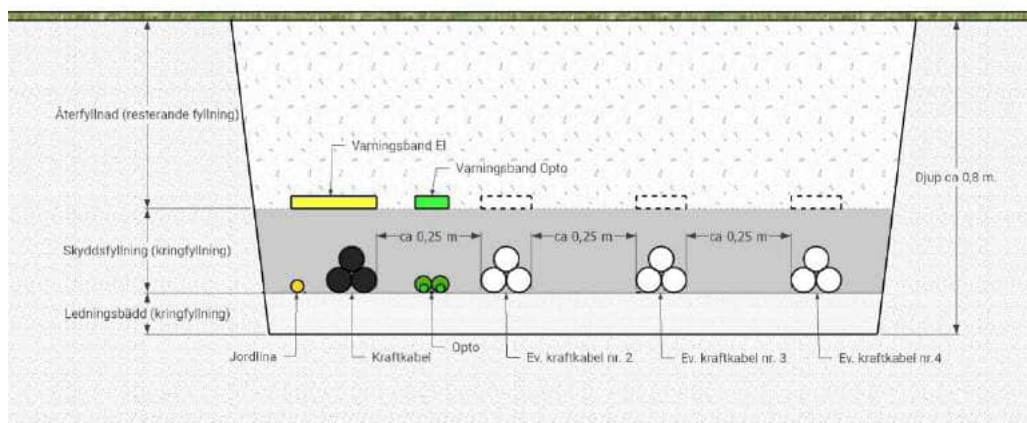 Återfyllnad (resterande fyllning)
Varningsband El
Varningsband Opto
Djup ca 0,8 m.
Skyddsfyllning (kringfyllning)
ca 0,25 m
ca 0,25 m
ca 0,25 m
Ledningsbädd (kringfyllning)
Jordlina
Kraftkabel
Opto
Ev. kraftkabel nr. 2
Ev. kraftkabel nr. 3
Ev. kraftkabel nr.4